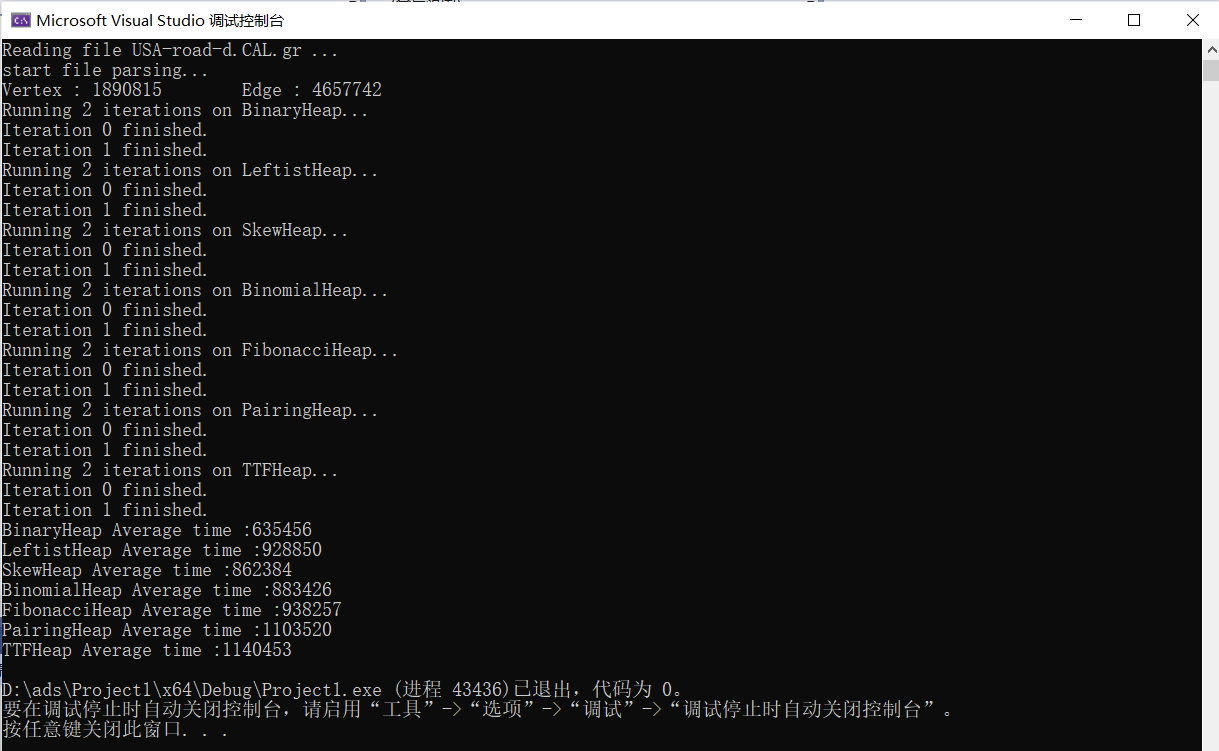 Microsoft Visual Studio 调试控制台
Reading file USA-road-d.CAL.gr ...
start file parsing...
Vertex : 1890815        Edge : 4657742
Running 2 iterations on BinaryHeap...
Iteration 0 finished.
Iteration 1 finished.
Running 2 iterations on LeftistHeap...
Iteration 0 finished.
Iteration 1 finished.
Running 2 iterations on SkewHeap...
Iteration 0 finished.
Iteration 1 finished.
Running 2 iterations on BinomialHeap...
Iteration 0 finished.
Iteration 1 finished.
Running 2 iterations on FibonacciHeap...
Iteration 0 finished.
Iteration 1 finished.
Running 2 iterations on PairingHeap...
Iteration 0 finished.
Iteration 1 finished.
Running 2 iterations on TTFHeap...
Iteration 0 finished.
Iteration 1 finished.
BinaryHeap Average time :635456
LeftistHeap Average time :928850
SkewHeap Average time :862384
BinomialHeap Average time :883426
FibonacciHeap Average time :938257
PairingHeap Average time :1103520
TTFHeap Average time :1140453
D:\ads\Project1\x64\Debug\Project1.exe (进程 43436)已退出，代码为 0。
要在调试停止时自动关闭控制台，请启用“工具”->“选项”->“调试”->“调试停止时自动关闭控制台”。
按任意键关闭此窗口. . .